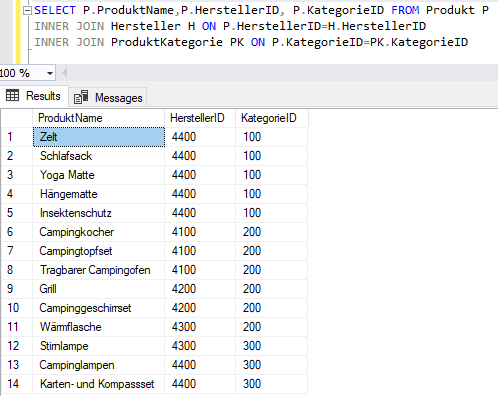 SELECT P.ProduktName,P.HerstellerID, P.KategorieID FROM Produkt P
INNER JOIN Hersteller H ON P.HerstellerID=H.HerstellerID
INNER JOIN ProduktKategorie PK ON P.KategorieID=PK.KategorieID
100 %
Results Messages
ProduktName HerstellerID KategorieID
1 Zelt 4400 100
2 Schlafsack 4400 100
3 Yoga Matte 4400 100
4 Hängematte 4400 100
5 Insektenschutz 4400 100
6 Campingkocher 4100 200
7 Campingtopfset 4100 200
8 Tragbarer Campingofen 4100 200
9 Grill 4200 200
10 Campinggeschirrset 4200 200
11 Wärmflasche 4300 200
12 Stirnlampe 4300 300
13 Campinglampen 4400 300
14 Karten- und Kompassset 4400 300